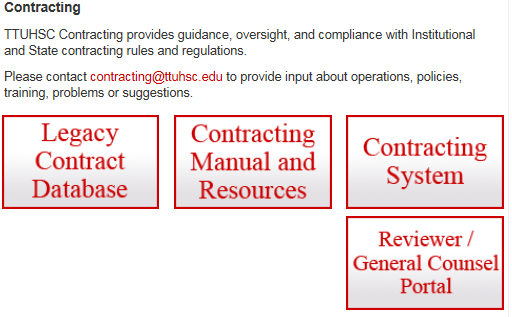 Contracting
TTUHSC Contracting provides guidance, oversight, and compliance with Institutional
and State contracting rules and regulations.
Please contact contracting@ttuhsc.edu to provide input about operations, policies,
training, problems or suggestions.
Legacy
Contract
Database
Contracting
Manual and
Resources
Contracting
System
Reviewer /
General Counsel
Portal